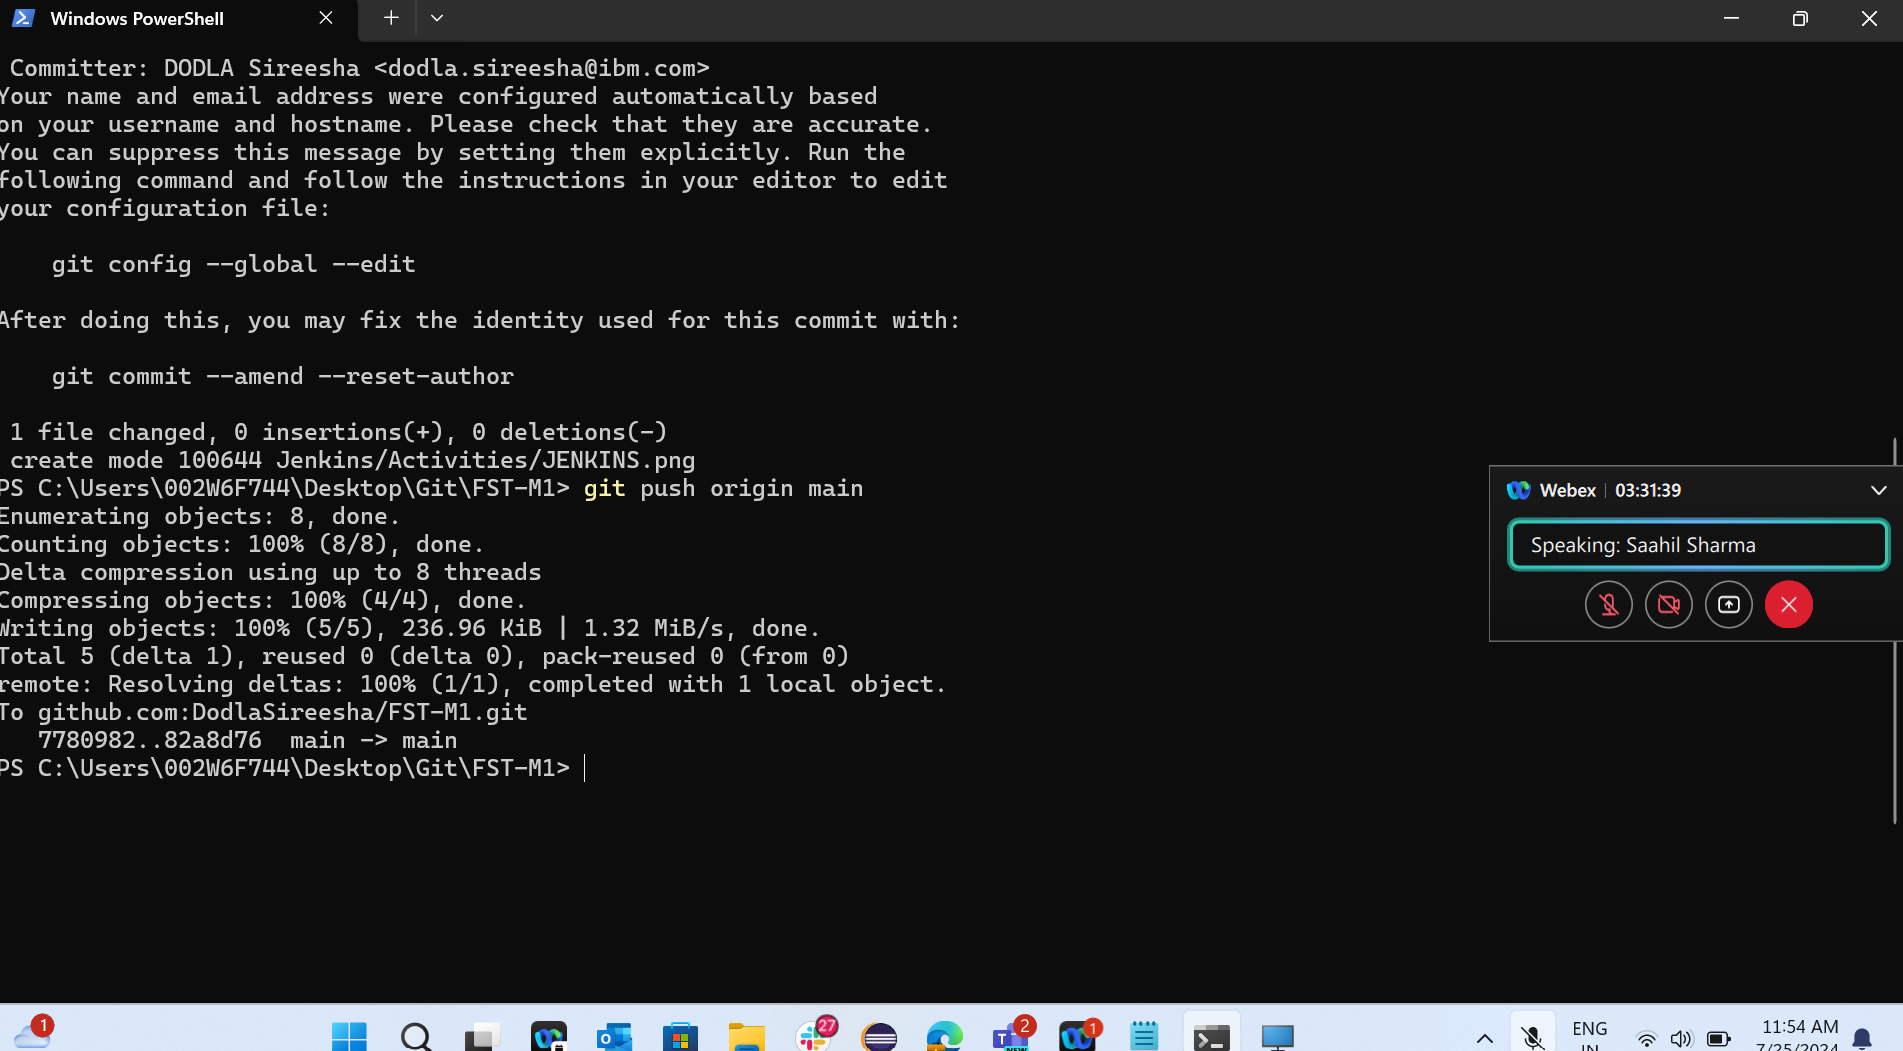 Windows PowerShell
Committer: DODLA Sireesha <dodla.sireesha@ibm.com>
Your name and email address were configured automatically based
on your username and hostname. Please check that they are accurate.
You can suppress this message by setting them explicitly. Run the
following command and follow the instructions in your editor to edit
your configuration file:
git config --global --edit
After doing this, you may fix the identity used for this commit with:
git commit --amend --reset-author
1 file changed, 0 insertions(+), 0 deletions(-)
create mode 100644 Jenkins/Activities/JENKINS.png
PS C:\Users\002W6F744\Desktop\Git\FST-M1> git push origin main
Enumerating objects: 8, done.
Counting objects: 100% (8/8), done.
Delta compression using up to 8 threads
Compressing objects: 100% (4/4), done.
Writing objects: 100% (5/5), 236.96 KiB | 1.32 MiB/s, done.
Total 5 (delta 1), reused 0 (delta 0), pack-reused 0 (from 0)
remote: Resolving deltas: 100% (1/1), completed with 1 local object.
To github.com:DodlaSireesha/FST-M1.git
7780982..82a8d76  main -> main
PS C:\Users\002W6F744\Desktop\Git\FST-M1>
Webex | 03:31:39
Speaking: Saahil Sharma
1
27
2
NEW
1
ENG
IN
11:54 AM
7/25/2024